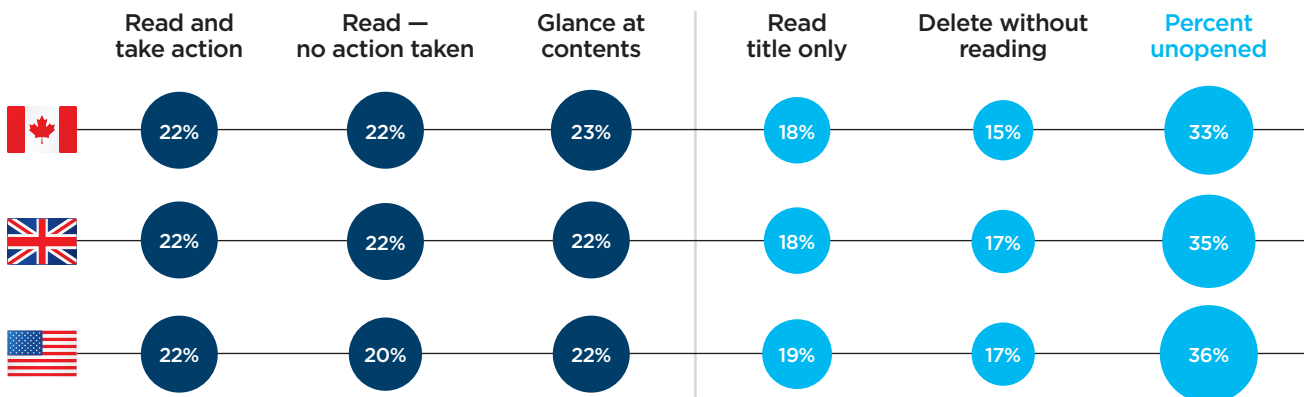 Read and
take action
Read —
no action taken
Glance at
contents
Read
title only
Delete without
reading
Percent
unopened
22% 22% 23% 18% 15% 33%
22% 22% 22% 18% 17% 35%
22% 20% 22% 19% 17% 36%